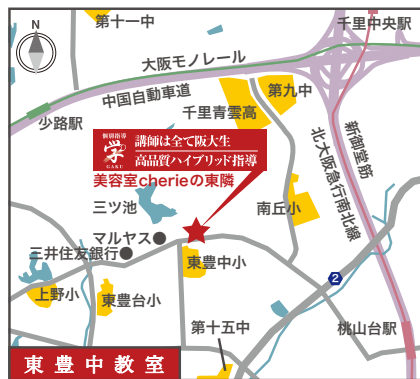 N
第十一中
千里中央駅
大阪モノレール
中国自動車道
第九中
千里青雲高
少路駅
個別指導
学
GAKU
講師は全て阪大生
高品質ハイブリッド指導
美容室cherieの東隣
新御堂筋
北大阪急行南北線
三ツ池
南丘小
マルヤス
三井住友銀行
東豊中小
上野小
東豊台小
2
第十五中
桃山台駅
東豊中教室